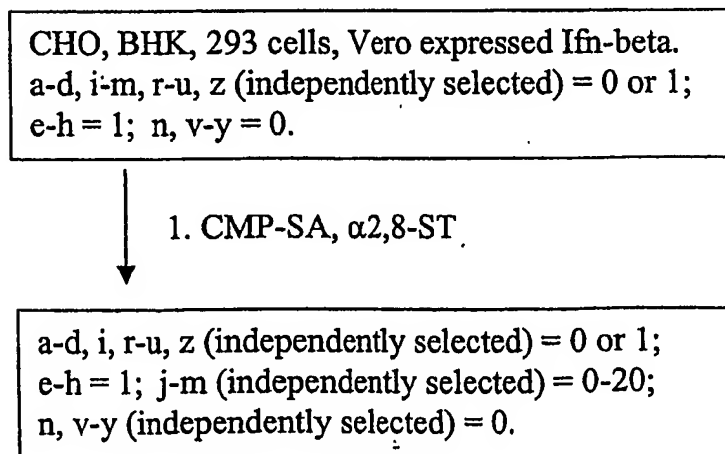 CHO, BHK, 293 cells, Vero expressed Ifn-beta.
a-d, i-m, r-u, z (independently selected) = 0 or 1;
e-h = 1; n, v-y = 0.
1. CMP-SA, α2,8-ST
a-d, i, r-u, z (independently selected) = 0 or 1;
e-h = 1; j-m (independently selected) = 0-20;
n, v-y (independently selected) = 0.